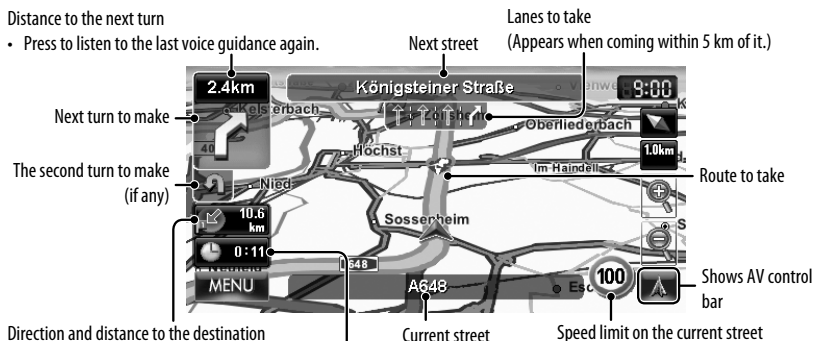 Distance to the next turn
• Press to listen to the last voice guidance again.
Next street
Lanes to take
(Appears when coming within 5 km of it.)
Next turn to make
The second turn to make
(if any)
2.4km
Königsteiner Straße
9:00
Kelsterbach
Zeilsheim
Oberliederbach
40
Höchst
1.0km
Im Haindell
Nied
10.6
km
Sossenheim
0:11
A648
MENU
A648
100
Route to take
Shows AV control
bar
Direction and distance to the destination
Current street
Speed limit on the current street